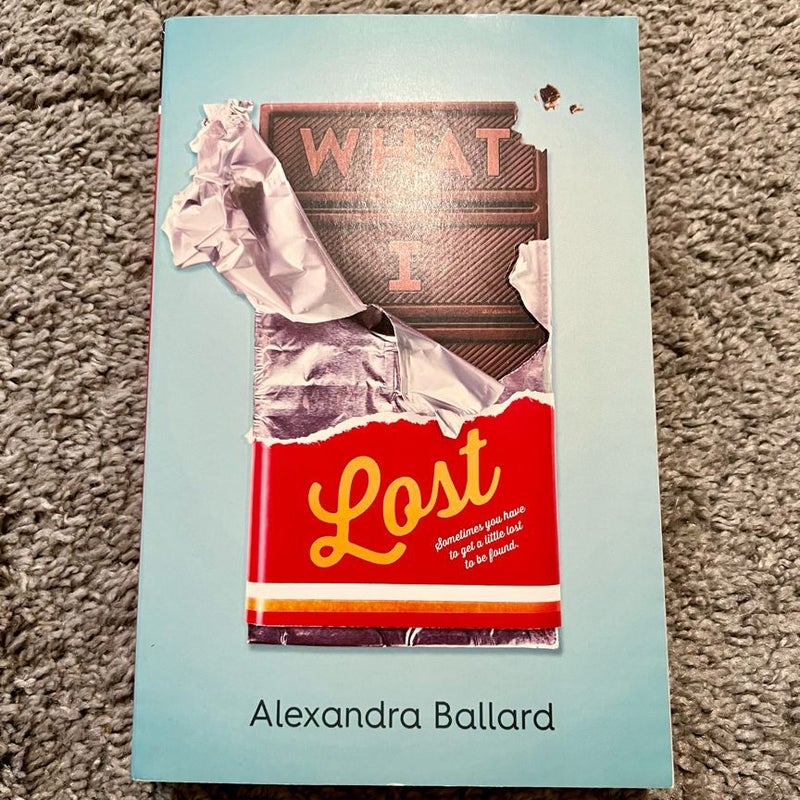 WHAT
I
Lost
Sometimes you have
to get a little lost
to be found.
Alexandra Ballard